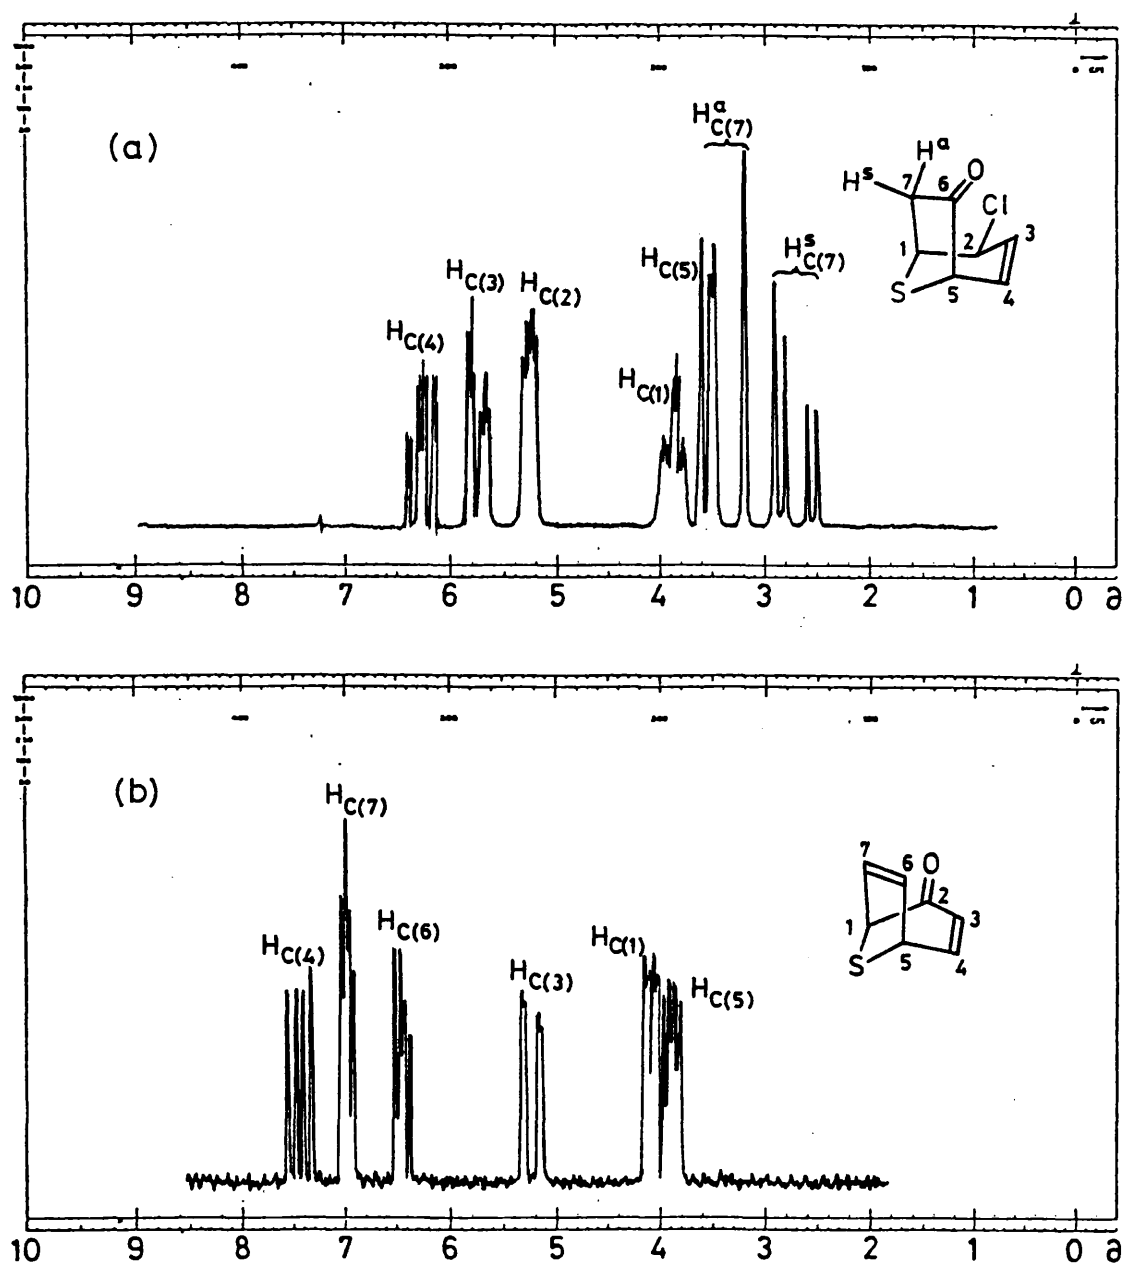 (a)
H^a_C(7)
H^a
H^s
7
6
O
Cl
H_C(5)
H^s_C(7)
1
2
3
H_C(3)
H_C(2)
S
5
4
H_C(4)
H_C(1)
10 9 8 7 6 5 4 3 2 1 0 ∂
(b)
H_C(7)
7
6
O
H_C(6)
2
H_C(4)
H_C(1)
1
3
H_C(3)
S
5
4
H_C(5)
10 9 8 7 6 5 4 3 2 1 0 ∂